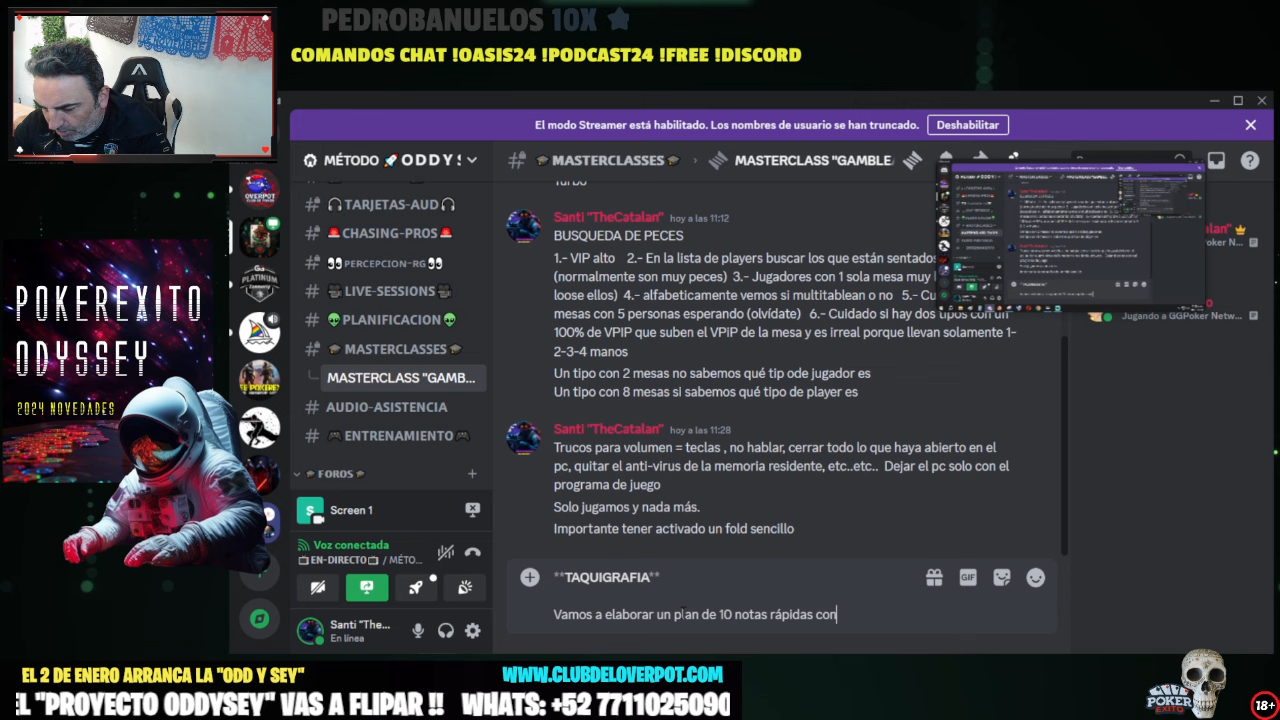 PEDROBANUELOS 10X
COMANDOS CHAT !OASIS24 !PODCAST24 !FREE !DISCORD
El modo Streamer está habilitado. Los nombres de usuario se han truncado. Deshabilitar
MÉTODO 🚀 ODDYS
# 🎓MASTERCLASSES🎓 › MASTERCLASS "GAMBLE
Turbo
# 🎧TARJETAS-AUD🎧
# 🚨LEASING-PROS🚨
# 👽PLANIFICACION👽
# 🎓MASTERCLASSES🎓
MASTERCLASS "GAMB...
# AUDIO-ASISTENCIA
# 🎮ENTRENAMIENTO🎮
🎓FOROS🎓
Screen 1
Voz conectada
EN-DIRECTO / MÉTO...
Santi "The...
En línea
Santi "TheCatalan" hoy a las 11:12
BUSQUEDA DE PECES
1.- VIP alto 2.- En la lista de players buscar los que están sentados
(normalmente son muy peces) 3.- Jugadores con 1 sola mesa muy
loose ellos) 4.- alfabeticamente vemos si multitablean o no 5.- Cu
mesas con 5 personas esperando (olvídate) 6.- Cuidado si hay dos tipos con un
100% de VPIP que suben el VPiP de la mesa y es irreal porque llevan solamente 1-
2-3-4 manos
Un tipo con 2 mesas no sabemos qué tip ode jugador es
Un tipo con 8 mesas si sabemos qué tipo de player es
Santi "TheCatalan" hoy a las 11:28
Trucos para volumen = teclas , no hablar, cerrar todo lo que haya abierto en el
pc, quitar el anti-virus de la memoria residente, etc..etc.. Dejar el pc solo con el
programa de juego
Solo jugamos y nada más.
Importante tener activado un fold sencillo
**TAQUIGRAFIA**
Vamos a elaborar un plan de 10 notas rápidas con
GIF
alan"
oker N...
Jugando a GGPoker Netw...
POKEREXITO
ODYSSEY
2024 NOVEDADES
OVERPOT
PLATINUM
EL 2 DE ENERO ARRANCA LA "ODD Y SEY"
WWW.CLUBDELOVERPOT.COM
EL "PROYECTO ODDYSEY" VAS A FLIPAR !! WHATS: +52 7711025090
POKER
EXITO
18+